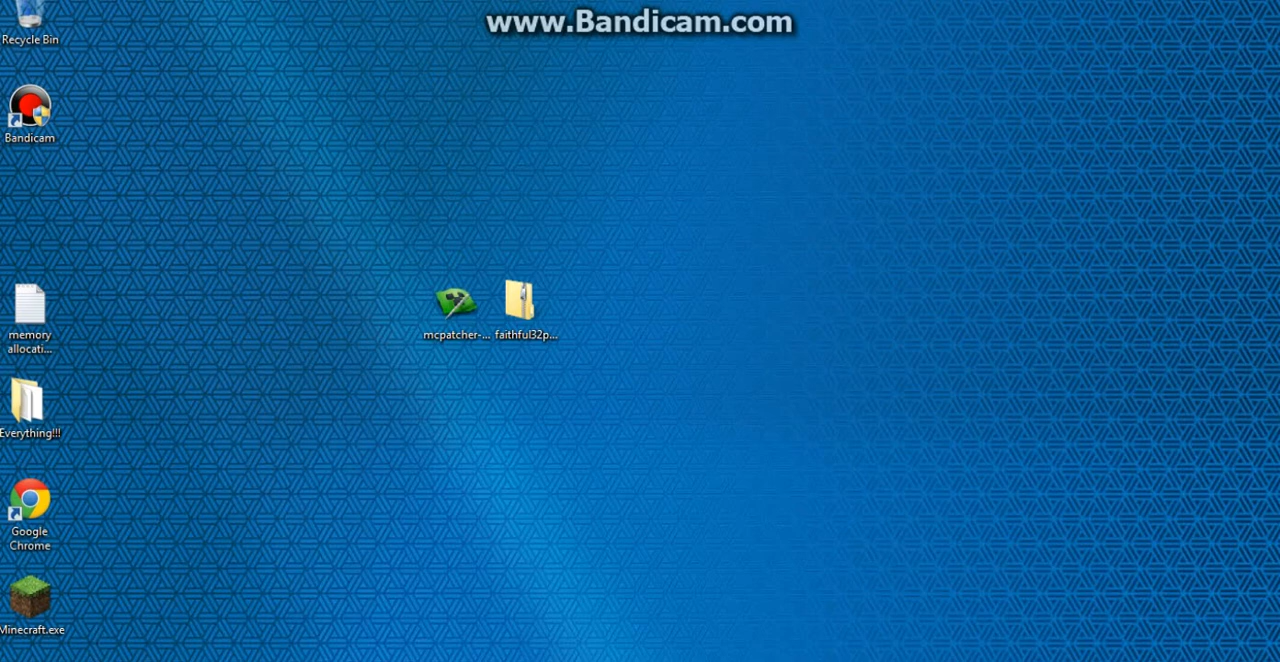 www.Bandicam.com
Recycle Bin
Bandicam
mcpatcher-...
faithful32p...
memory
allocati...
Everything!!!
Google
Chrome
Minecraft.exe